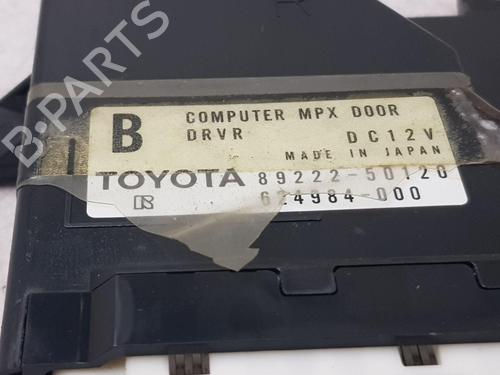 B-PARTS
B
COMPUTER MPX DOOR
DRVR DC12V
MADE IN JAPAN
TOYOTA 89222-50120
R 624984-000